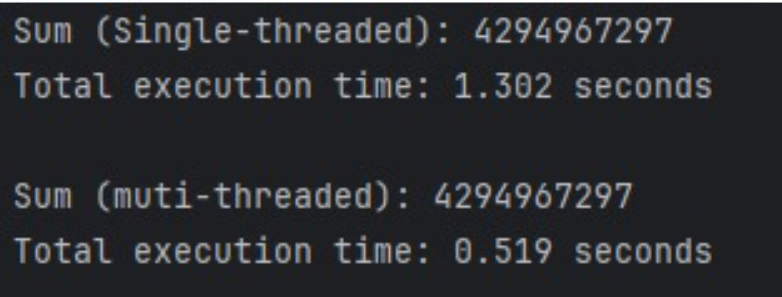 Sum (Single-threaded): 4294967297
Total execution time: 1.302 seconds
Sum (muti-threaded): 4294967297
Total execution time: 0.519 seconds